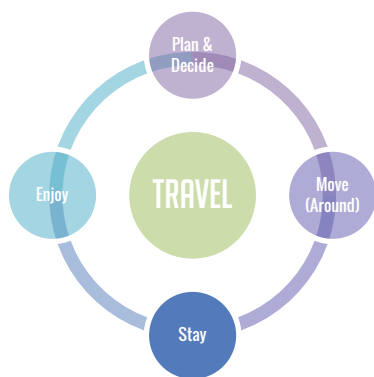 Plan &
Decide
Enjoy
TRAVEL
Move
(Around)
Stay